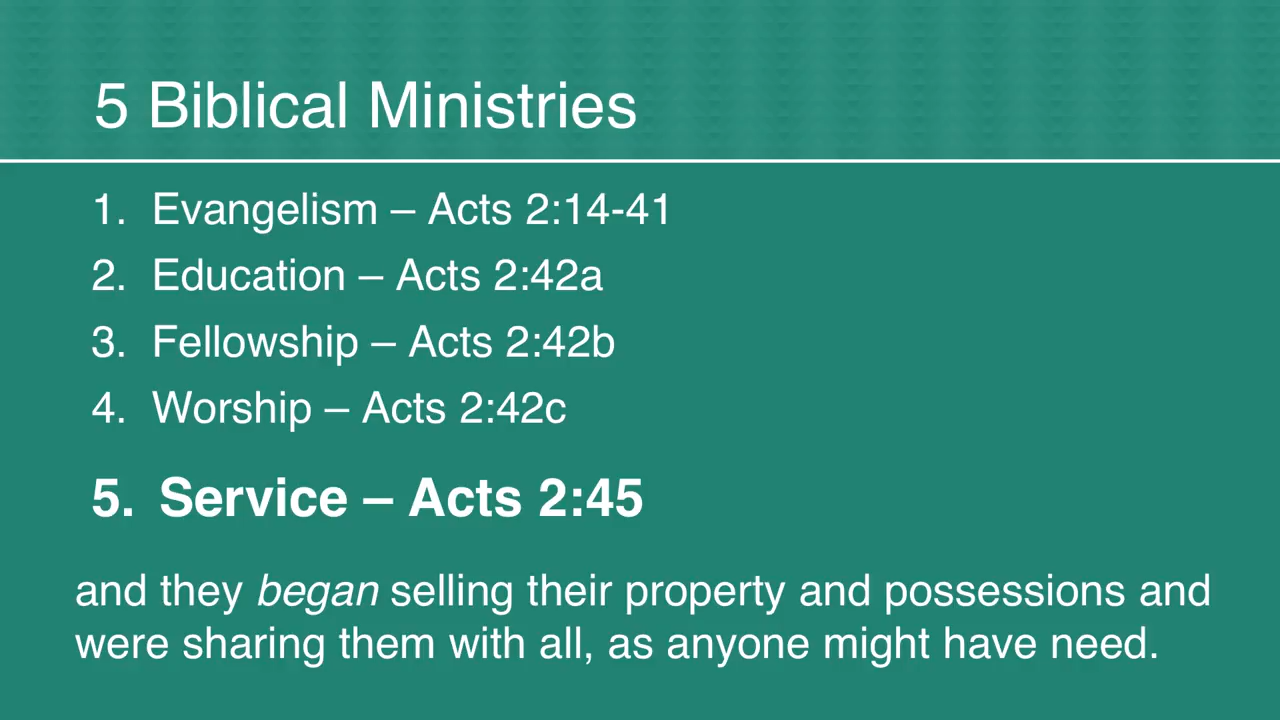 5 Biblical Ministries
1. Evangelism – Acts 2:14-41
2. Education – Acts 2:42a
3. Fellowship – Acts 2:42b
4. Worship – Acts 2:42c
5. Service – Acts 2:45
and they began selling their property and possessions and
were sharing them with all, as anyone might have need.